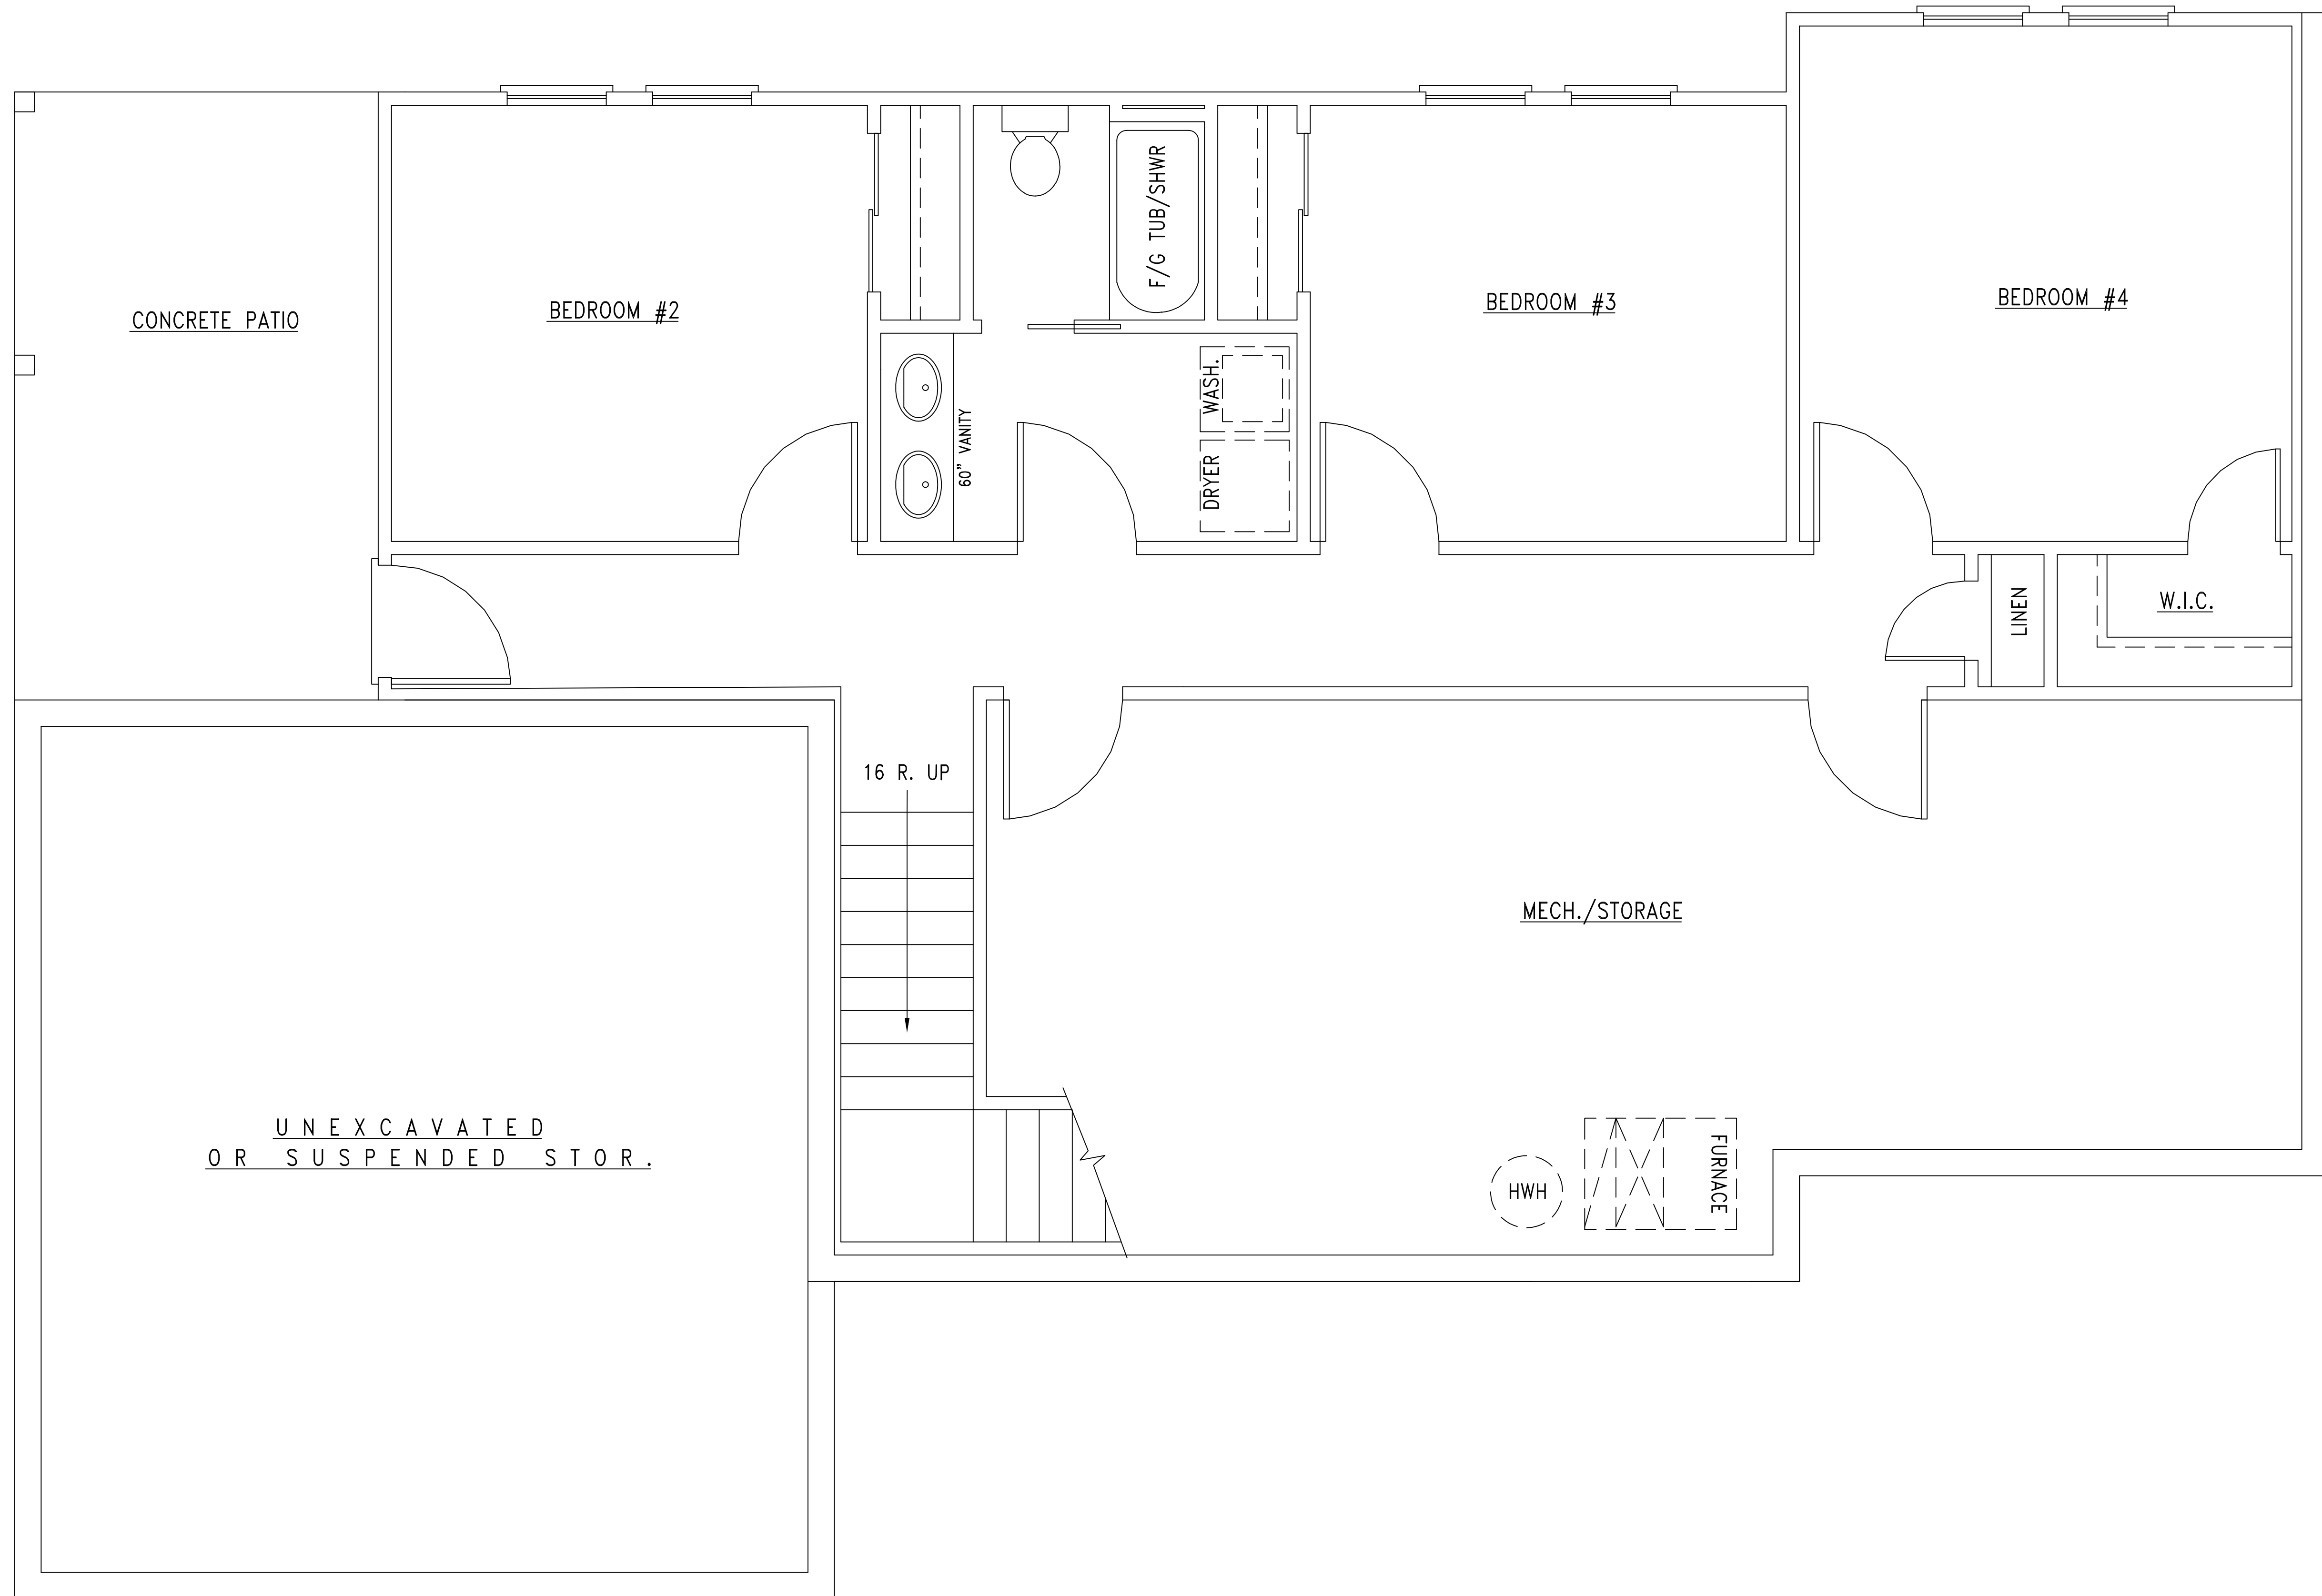 CONCRETE PATIO
BEDROOM #2
F/G TUB/SHWR
60" VANITY
WASH.
DRYER
BEDROOM #3
BEDROOM #4
LINEN
W.I.C.
16 R. UP
MECH./STORAGE
UNEXCAVATED
OR SUSPENDED STOR.
HWH
FURNACE